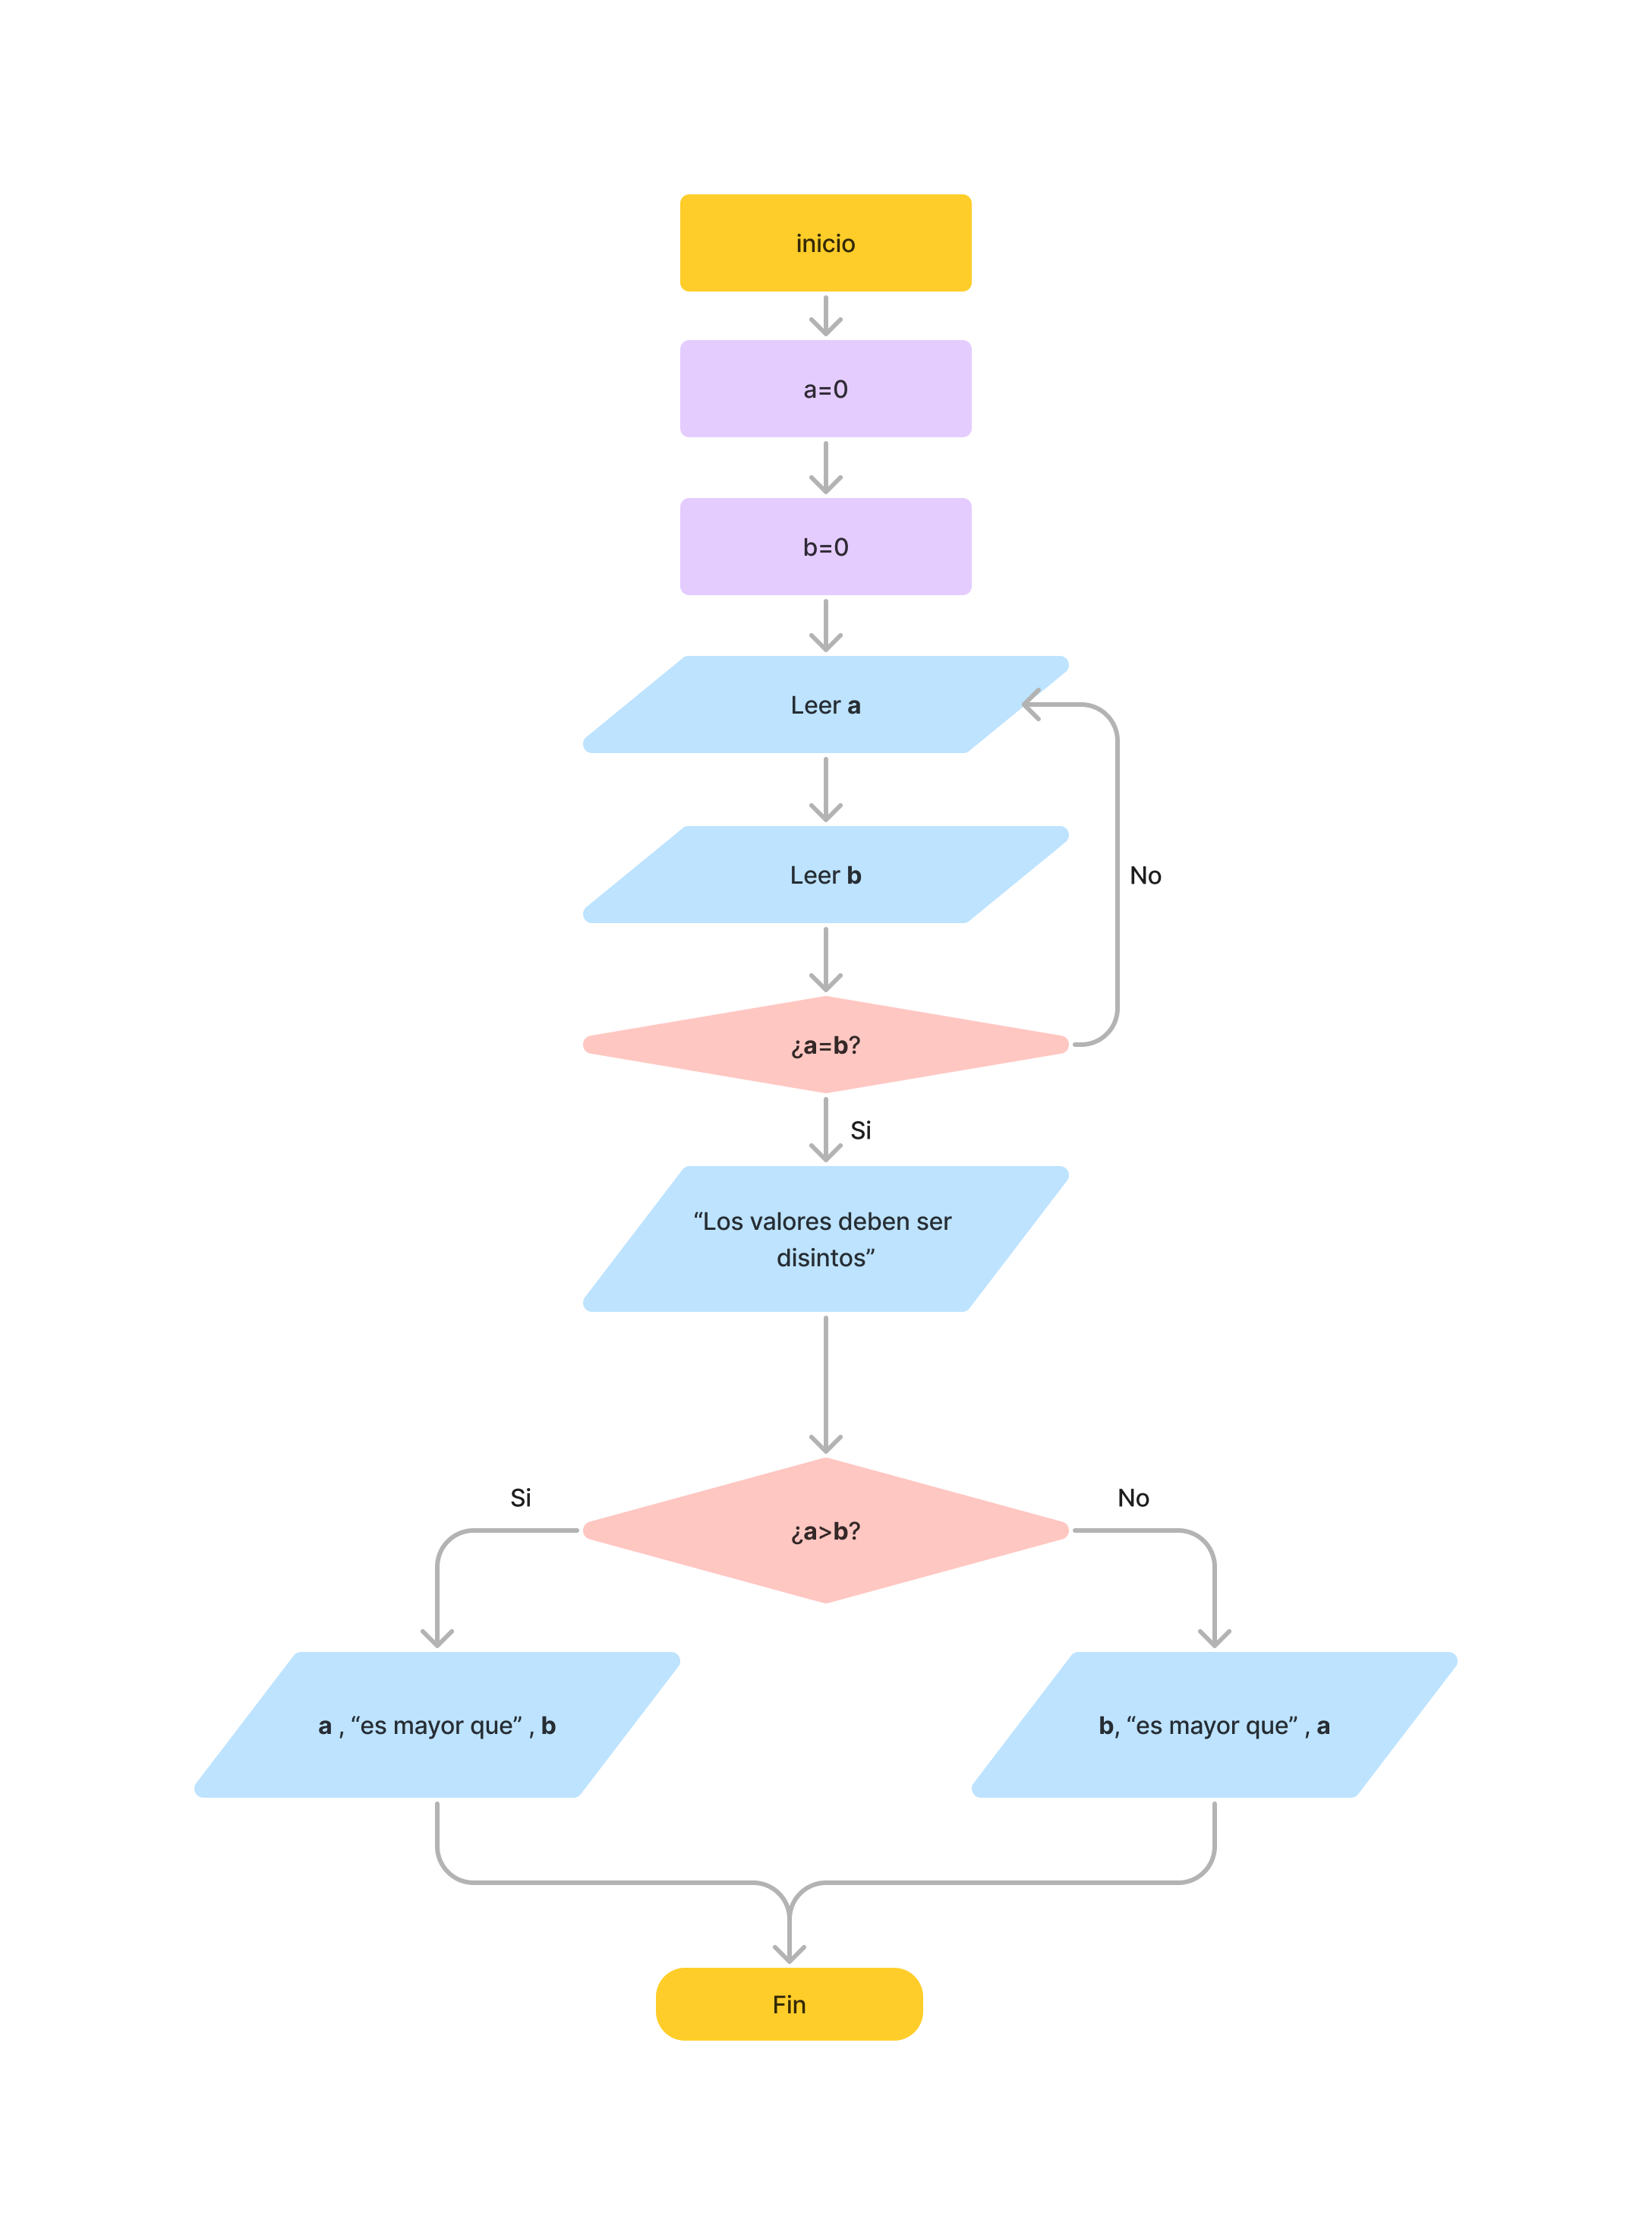 inicio
a=0
b=0
Leer a
Leer b
No
¿a=b?
Si
“Los valores deben ser
disintos”
Si
No
¿a>b?
a , “es mayor que” , b
b, “es mayor que” , a
Fin